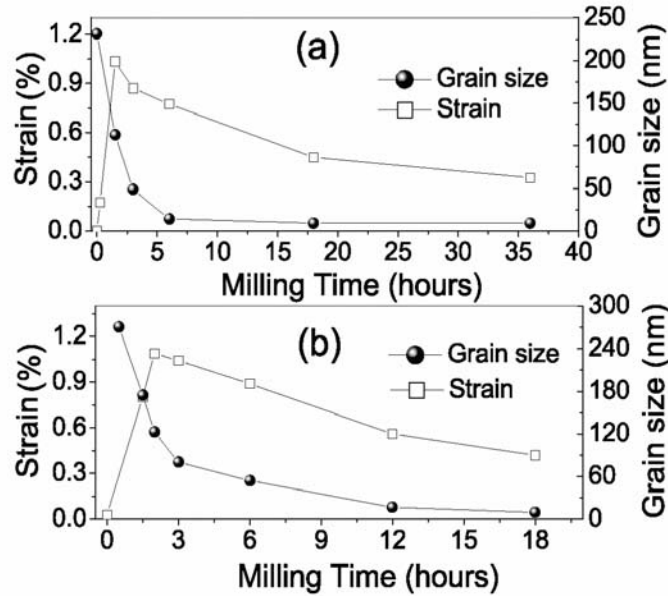 (a)
Grain size
Strain
Strain (%)
1.2
0.9
0.6
0.3
0.0
250
200
150
100
50
0
Grain size (nm)
0 5 10 15 20 25 30 35 40
Milling Time (hours)
(b)
Grain size
Strain
Strain (%)
1.2
0.9
0.6
0.3
0.0
300
240
180
120
60
0
Grain size (nm)
0 3 6 9 12 15 18
Milling Time (hours)